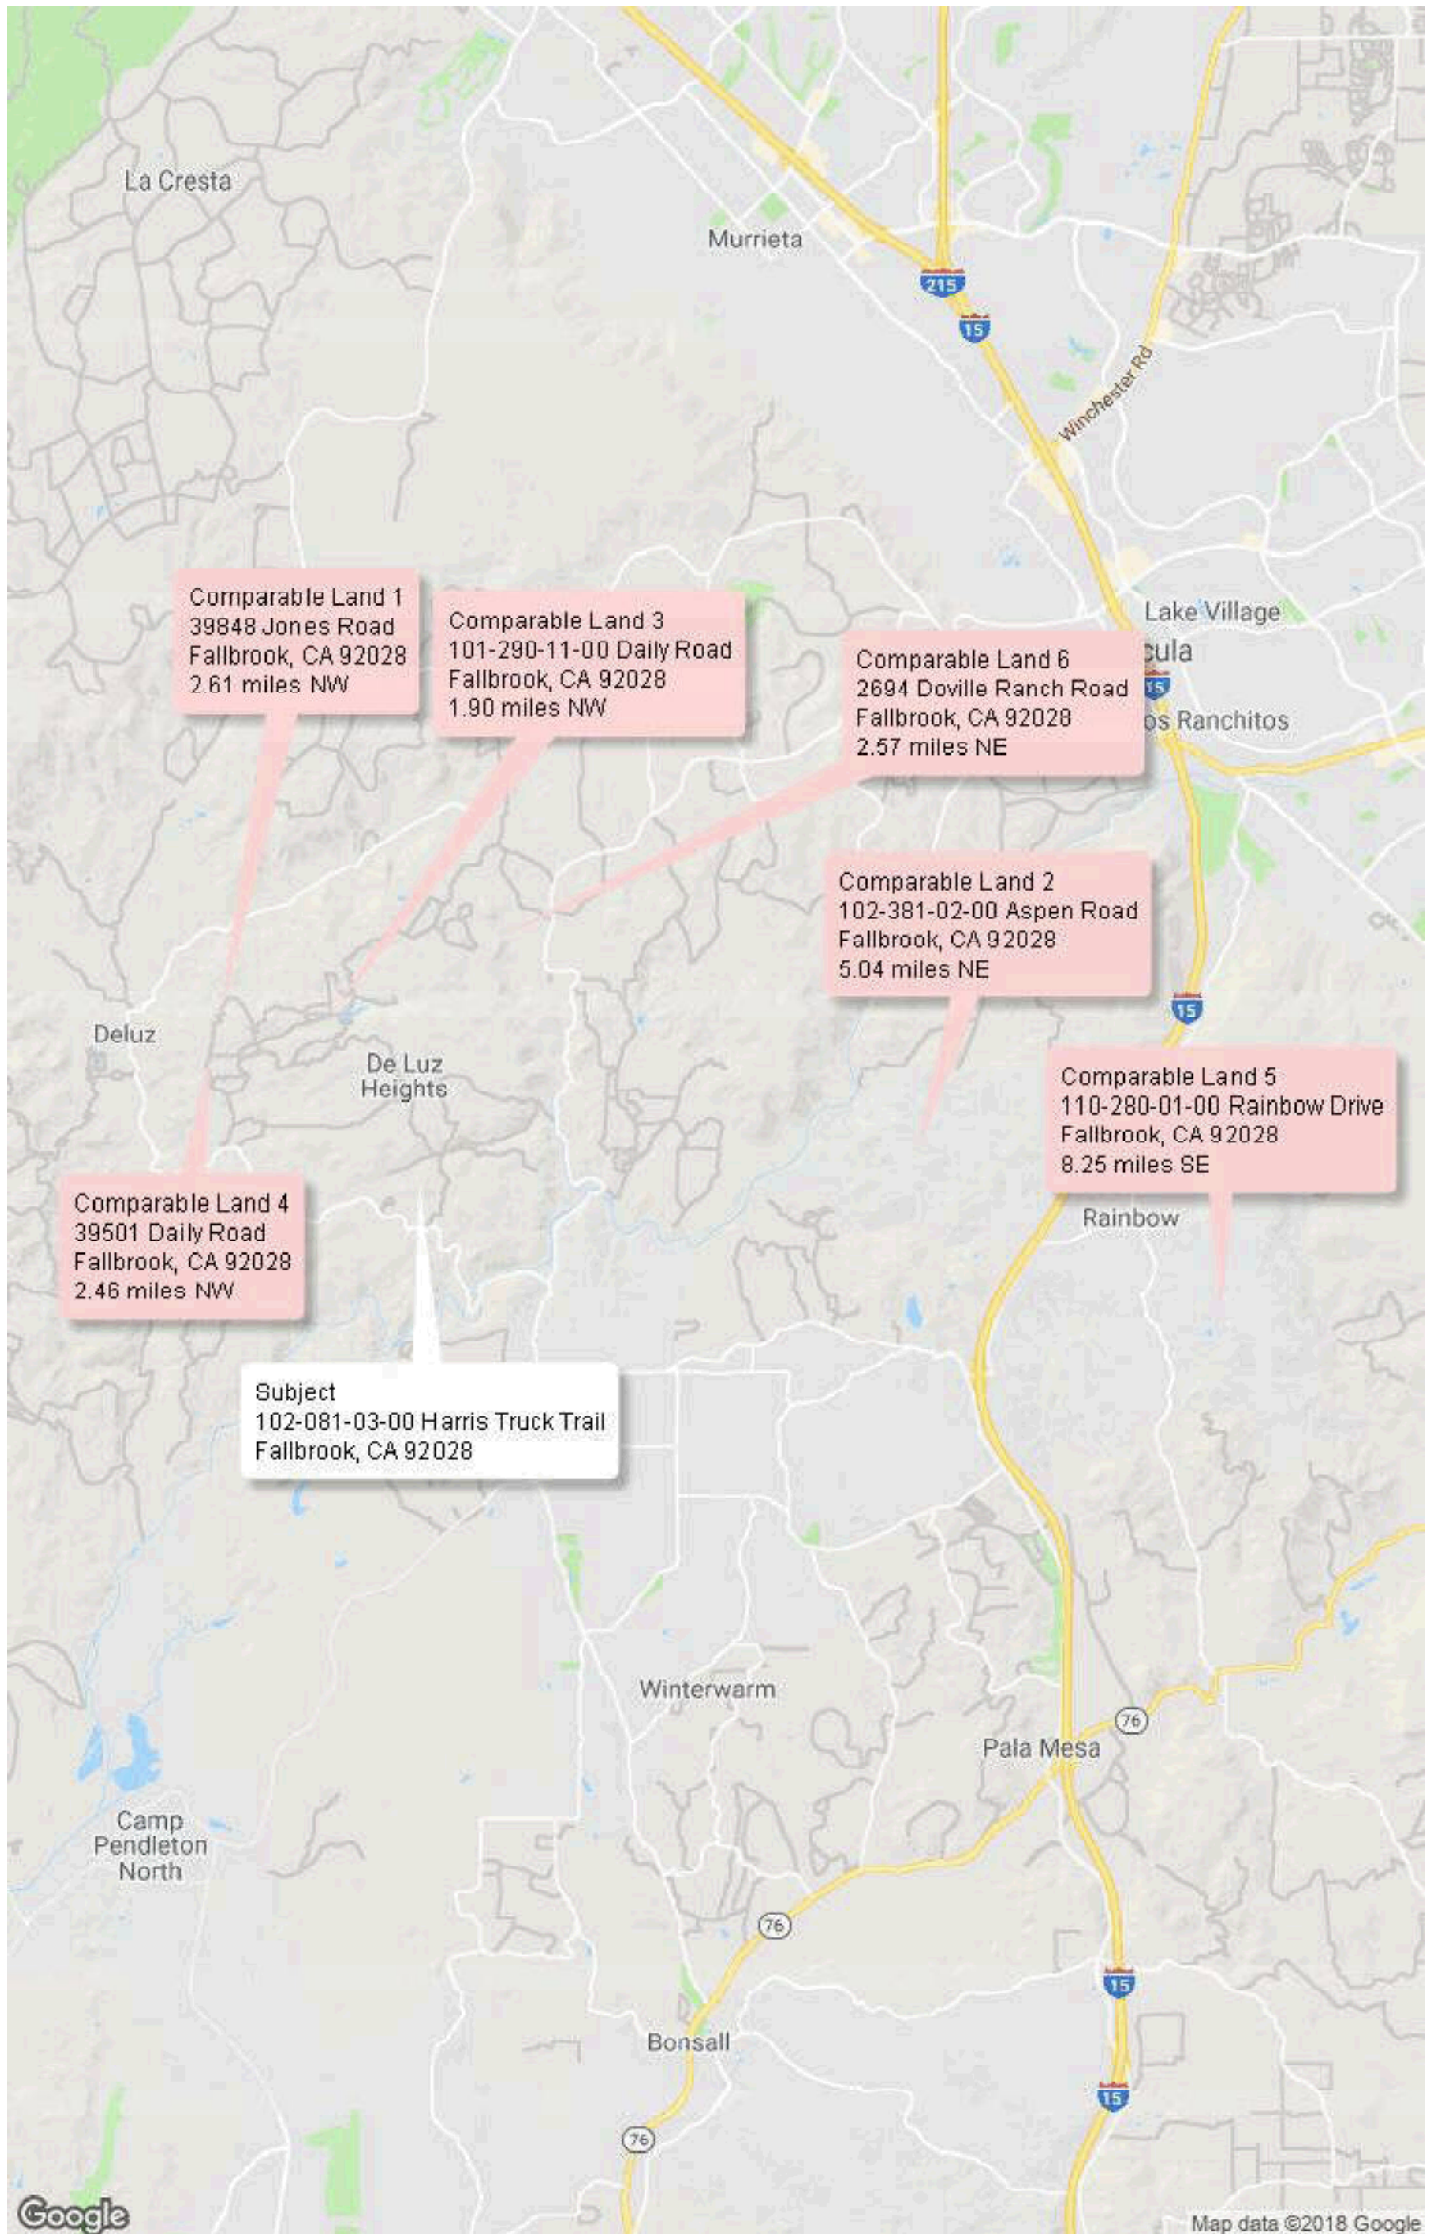 La Cresta
Murrieta
215
15
Winchester Rd
Comparable Land 1
39848 Jones Road
Fallbrook, CA 92028
2.61 miles NW
Comparable Land 3
101-290-11-00 Daily Road
Fallbrook, CA 92028
1.90 miles NW
Lake Village
cula
15
os Ranchitos
Comparable Land 6
2694 Doville Ranch Road
Fallbrook, CA 92028
2.57 miles NE
Comparable Land 2
102-381-02-00 Aspen Road
Fallbrook, CA 92028
5.04 miles NE
15
Deluz
De Luz
Heights
Comparable Land 5
110-280-01-00 Rainbow Drive
Fallbrook, CA 92028
8.25 miles SE
Rainbow
Comparable Land 4
39501 Daily Road
Fallbrook, CA 92028
2.46 miles NW
Subject
102-081-03-00 Harris Truck Trail
Fallbrook, CA 92028
Winterwarm
76
Pala Mesa
Camp
Pendleton
North
76
15
Bonsall
15
76
Google
Map data ©2018 Google